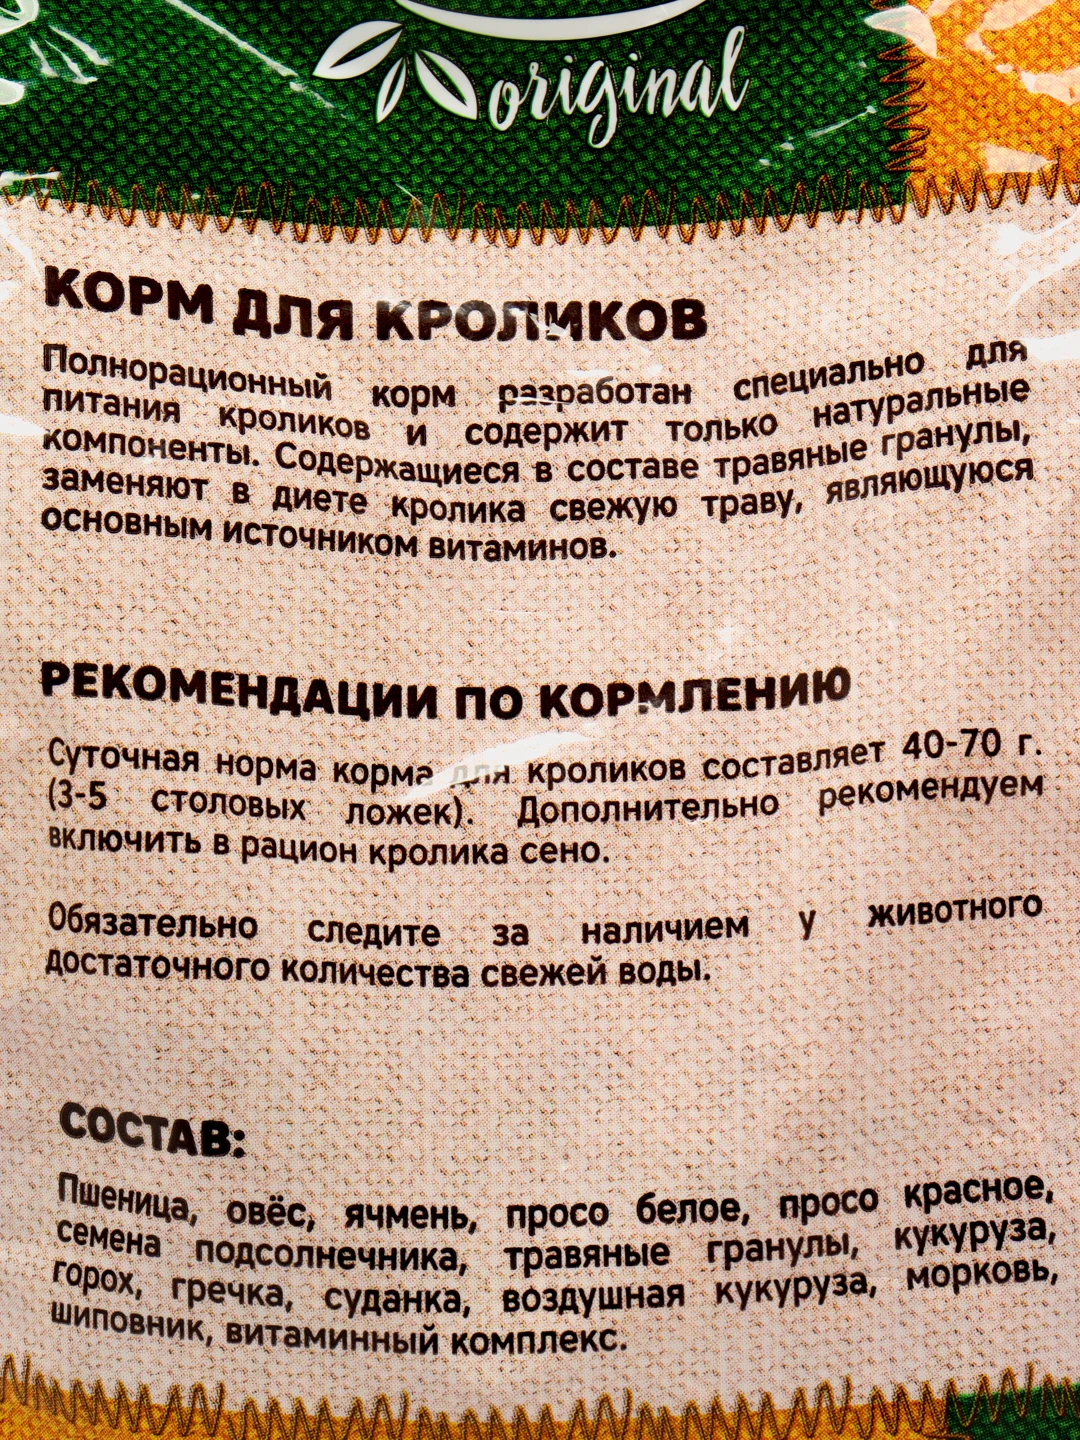 original
КОРМ ДЛЯ КРОЛИКОВ
Полнорационный корм разработан специально для
питания кроликов и содержит только натуральные
компоненты. Содержащиеся в составе травяные гранулы,
заменяют в диете кролика свежую траву, являющуюся
основным источником витаминов.
РЕКОМЕНДАЦИИ ПО КОРМЛЕНИЮ
Суточная норма корма для кроликов составляет 40-70 г.
(3-5 столовых ложек). Дополнительно рекомендуем
включить в рацион кролика сено.
Обязательно следите за наличием у животного
достаточного количества свежей воды.
СОСТАВ:
Пшеница, овёс, ячмень, просо белое, просо красное,
семена подсолнечника, травяные гранулы, кукуруза,
горох, гречка, суданка, воздушная кукуруза, морковь,
шиповник, витаминный комплекс.